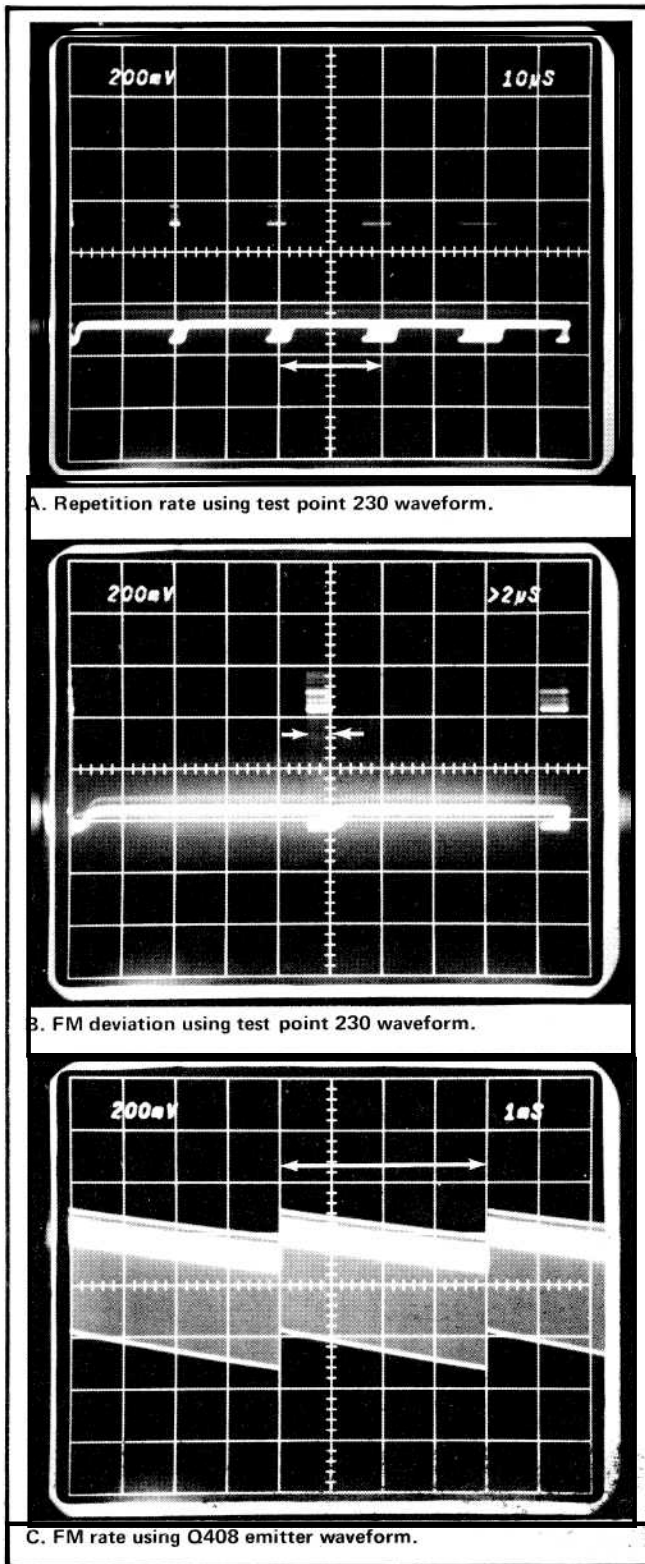 200mV 10µS
A. Repetition rate using test point 230 waveform.
200mV >2µS
B. FM deviation using test point 230 waveform.
200mV 1mS
C. FM rate using Q408 emitter waveform.